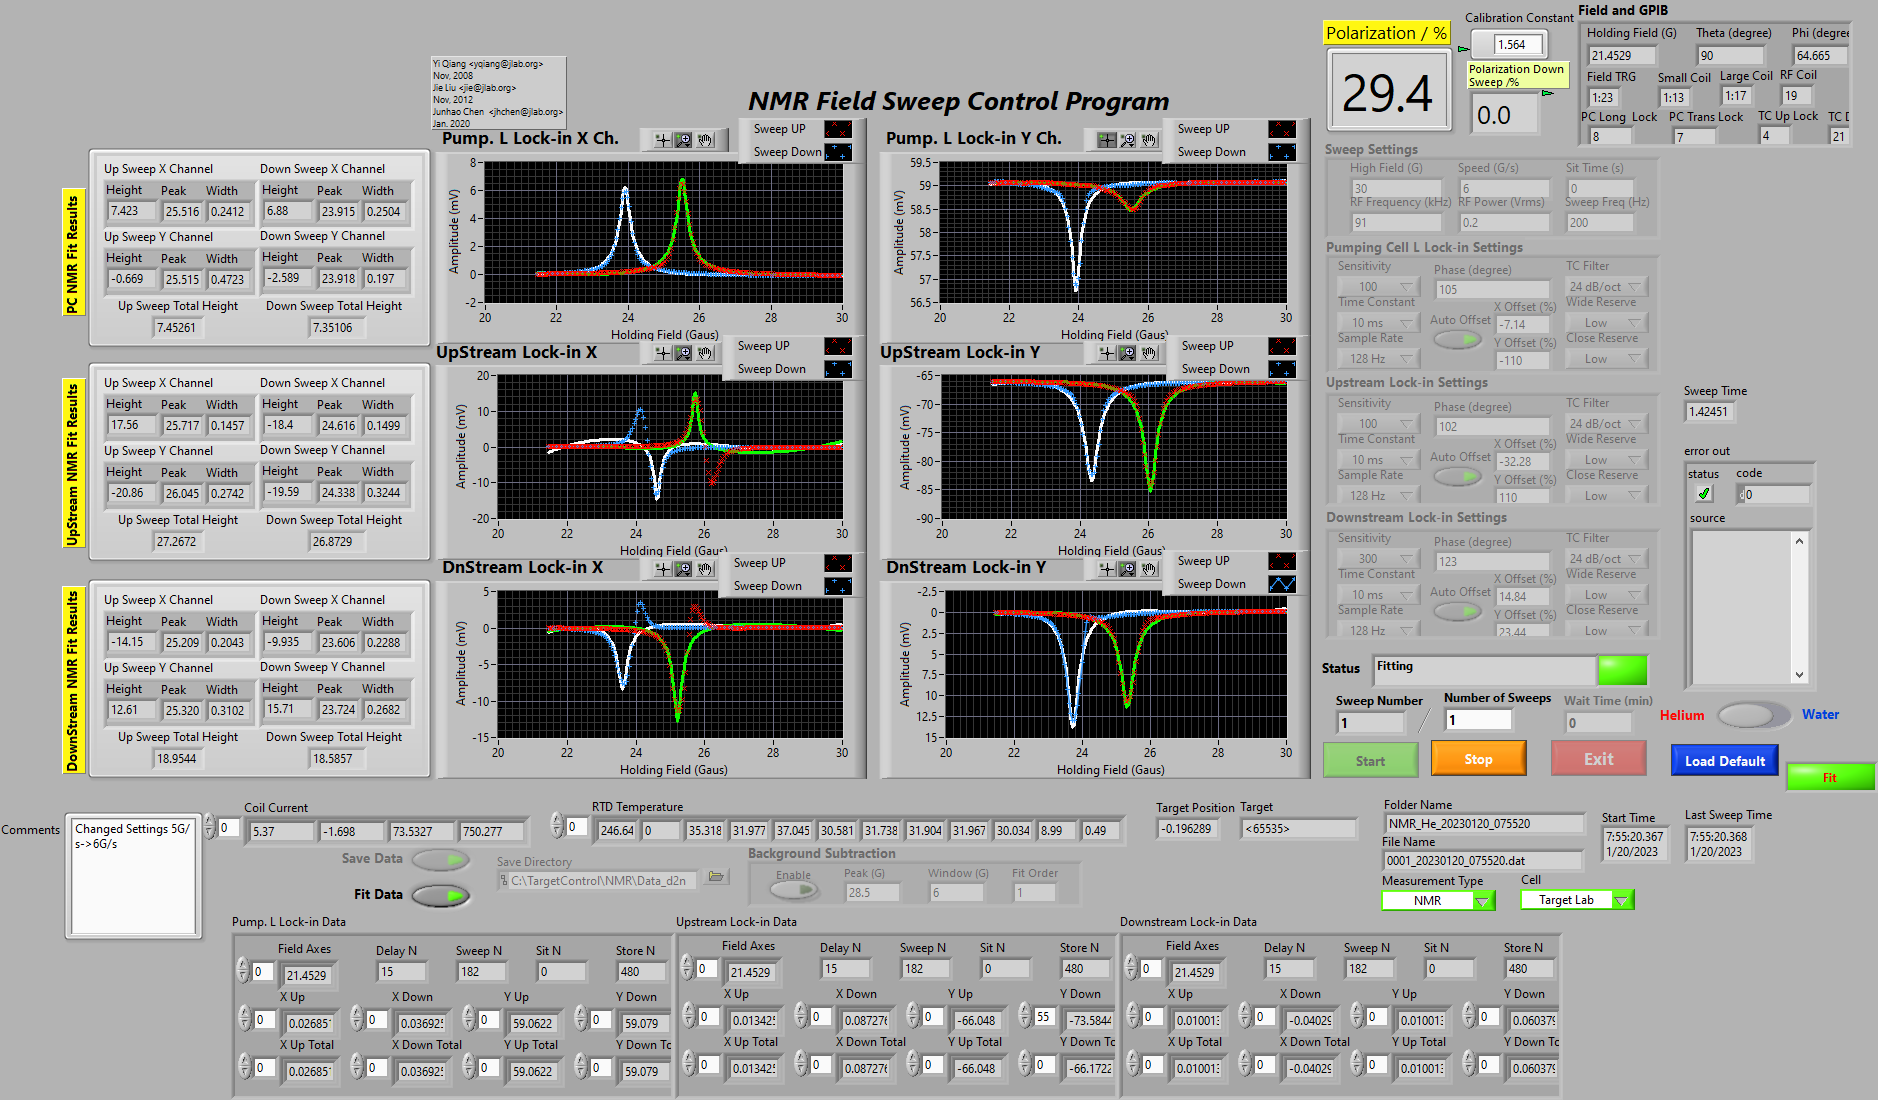 Yi Qiang <yqiang@jlab.org>
Nov, 2008
Jie Liu <jie@jlab.org>
Nov, 2012
Junhao Chen <jhchen@jlab.org>
Jan. 2020
NMR Field Sweep Control Program
Polarization / %
29.4
Calibration Constant
1.564
Polarization Down
Sweep /%
0.0
Field and GPIB
Holding Field (G) Theta (degree) Phi (degree
21.4529 90 64.665
Field TRG Small Coil Large Coil RF Coil
1:23 1:13 1:17 19
PC Long Lock PC Trans Lock TC Up Lock TC D
8 7 4 21
PC NMR Fit Results
Up Sweep X Channel Down Sweep X Channel
Height Peak Width Height Peak Width
7.423 25.516 0.2412 6.88 23.915 0.2504
Up Sweep Y Channel Down Sweep Y Channel
Height Peak Width Height Peak Width
-0.669 25.515 0.4723 -2.589 23.918 0.197
Up Sweep Total Height Down Sweep Total Height
7.45261 7.35106
UpStream NMR Fit Results
Up Sweep X Channel Down Sweep X Channel
Height Peak Width Height Peak Width
17.56 25.717 0.1457 -18.4 24.616 0.1499
Up Sweep Y Channel Down Sweep Y Channel
Height Peak Width Height Peak Width
-20.86 26.045 0.2742 -19.59 24.338 0.3244
Up Sweep Total Height Down Sweep Total Height
27.2672 26.8729
DownStream NMR Fit Results
Up Sweep X Channel Down Sweep X Channel
Height Peak Width Height Peak Width
-14.15 25.209 0.2043 -9.935 23.606 0.2288
Up Sweep Y Channel Down Sweep Y Channel
Height Peak Width Height Peak Width
12.61 25.320 0.3102 15.71 23.724 0.2682
Up Sweep Total Height Down Sweep Total Height
18.9544 18.5857
Pump. L Lock-in X Ch.
Sweep UP
Sweep Down
Amplitude (mV)
8
6
4
2
0
-2
20 22 24 26 28 30
Holding Field (Gaus)
Pump. L Lock-in Y Ch.
Sweep UP
Sweep Down
Amplitude (mV)
59.5
59
58.5
58
57.5
57
56.5
20 22 24 26 28 30
Holding Field (Gaus)
UpStream Lock-in X
Sweep UP
Sweep Down
Amplitude (mV)
20
10
0
-10
-20
20 22 24 26 28 30
Holding Field (Gaus)
UpStream Lock-in Y
Sweep UP
Sweep Down
Amplitude (mV)
-65
-70
-75
-80
-85
-90
20 22 24 26 28 30
Holding Field (Gaus)
DnStream Lock-in X
Sweep UP
Sweep Down
Amplitude (mV)
5
0
-5
-10
-15
20 22 24 26 28 30
Holding Field (Gaus)
DnStream Lock-in Y
Sweep UP
Sweep Down
Amplitude (mV)
-2.5
0
2.5
5
7.5
10
12.5
15
20 22 24 26 28 30
Holding Field (Gaus)
Sweep Settings
High Field (G) Speed (G/s) Sit Time (s)
30 6 0
RF Frequency (kHz) RF Power (Vrms) Sweep Freq (Hz)
91 0.2 200
Pumping Cell L Lock-in Settings
Sensitivity Phase (degree) TC Filter
100 105 24 dB/oct
Time Constant X Offset (%) Wide Reserve
10 ms Auto Offset -7.14 Low
Sample Rate Y Offset (%) Close Reserve
128 Hz -110 Low
Upstream Lock-in Settings
Sensitivity Phase (degree) TC Filter
100 102 24 dB/oct
Time Constant X Offset (%) Wide Reserve
10 ms Auto Offset -32.28 Low
Sample Rate Y Offset (%) Close Reserve
128 Hz 110 Low
Downstream Lock-in Settings
Sensitivity Phase (degree) TC Filter
300 123 24 dB/oct
Time Constant X Offset (%) Wide Reserve
10 ms Auto Offset 14.84 Low
Sample Rate Y Offset (%) Close Reserve
128 Hz 23.44 Low
Sweep Time
1.42451
error out
status code
0
source
Status Fitting
Sweep Number Number of Sweeps Wait Time (min)
1 / 1 0
Helium Water
Start Stop Exit Load Default Fit
Comments
Changed Settings 5G/
s->6G/s
Coil Current
0 5.37 -1.698 73.5327 750.277
RTD Temperature
0 246.64 0 35.318 31.977 37.045 30.581 31.738 31.904 31.967 30.034 8.99 0.49
Target Position Target
-0.196289 <65535>
Folder Name
NMR_He_20230120_075520
File Name
0001_20230120_075520.dat
Start Time
7:55:20.367
1/20/2023
Last Sweep Time
7:55:20.368
1/20/2023
Measurement Type Cell
NMR Target Lab
Save Data
Fit Data
Save Directory
C:\TargetControl\NMR\Data_d2n
Background Subtraction
Enable Peak (G) Window (G) Fit Order
28.5 6 1
Pump. L Lock-in Data
Field Axes Delay N Sweep N Sit N Store N
0 21.4529 15 182 0 480
X Up X Down Y Up Y Down
0 0.02685 0 0.03692 0 59.0622 0 59.079
X Up Total X Down Total Y Up Total Y Down To
0 0.02685 0 0.03692 0 59.0622 0 59.079
Upstream Lock-in Data
Field Axes Delay N Sweep N Sit N Store N
0 21.4529 15 182 0 480
X Up X Down Y Up Y Down
0 0.01342 0 0.087276 0 -66.048 55 -73.5844
X Up Total X Down Total Y Up Total Y Down Tc
0 0.01342 0 0.087276 0 -66.048 0 -66.1722
Downstream Lock-in Data
Field Axes Delay N Sweep N Sit N Store N
0 21.4529 15 182 0 480
X Up X Down Y Up Y Down
0 0.01001 0 -0.04029 0 0.01001 0 0.060379
X Up Total X Down Total Y Up Total Y Down Tc
0 0.01001 0 -0.04029 0 0.01001 0 0.060379